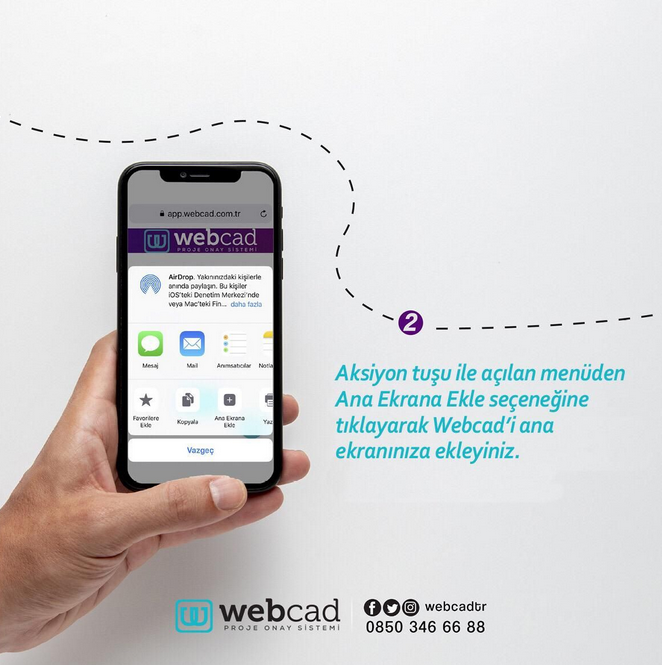 app.webcad.com.tr
webcad
PROJE ONAY SİSTEMİ
AirDrop. Yakınınızdaki kişilerle
anında paylaşın. Bu kişiler
iOS'teki Denetim Merkezi'nde
veya Mac'teki Fin... daha fazla
Mesaj Mail Anımsatıcılar Notla
Favorilere Ekle Kopyala Ana Ekrana Ekle Yaz
Vazgeç
2
Aksiyon tuşu ile açılan menüden
Ana Ekrana Ekle seçeneğine
tıklayarak Webcad'i ana
ekranınıza ekleyiniz.
webcad
PROJE ONAY SİSTEMİ
webcadtr
0850 346 66 88